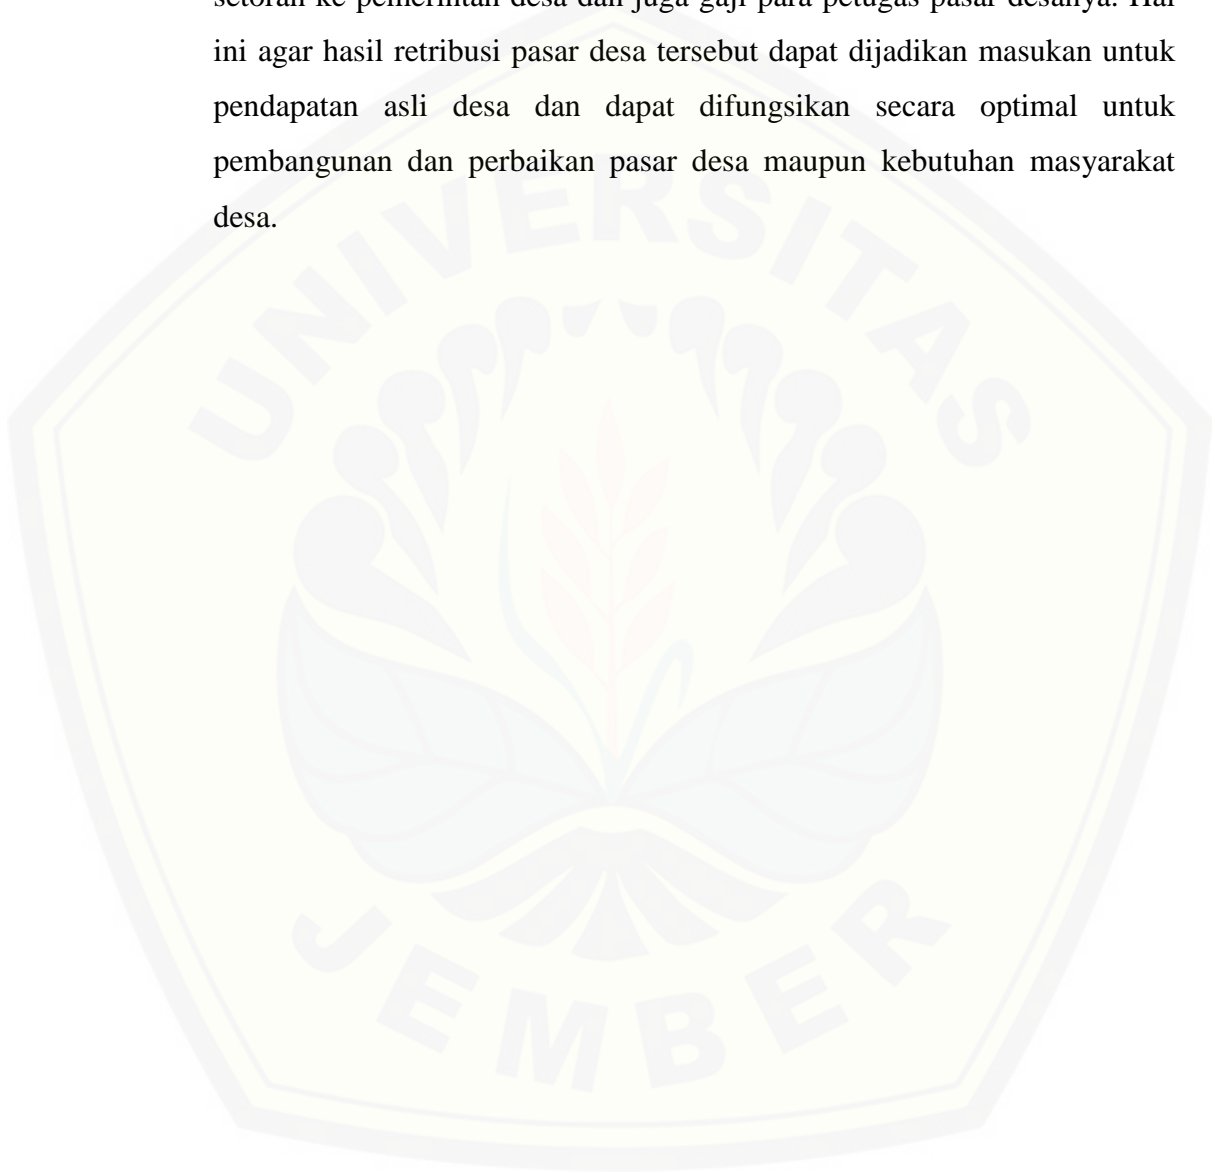 setoran ke pemerintah desa dan juga gaji para petugas pasar desanya. Hal
ini agar hasil retribusi pasar desa tersebut dapat dijadikan masukan untuk
pendapatan asli desa dan dapat difungsikan secara optimal untuk
pembangunan dan perbaikan pasar desa maupun kebutuhan masyarakat
desa.
UNIVERSITAS
JEMBER